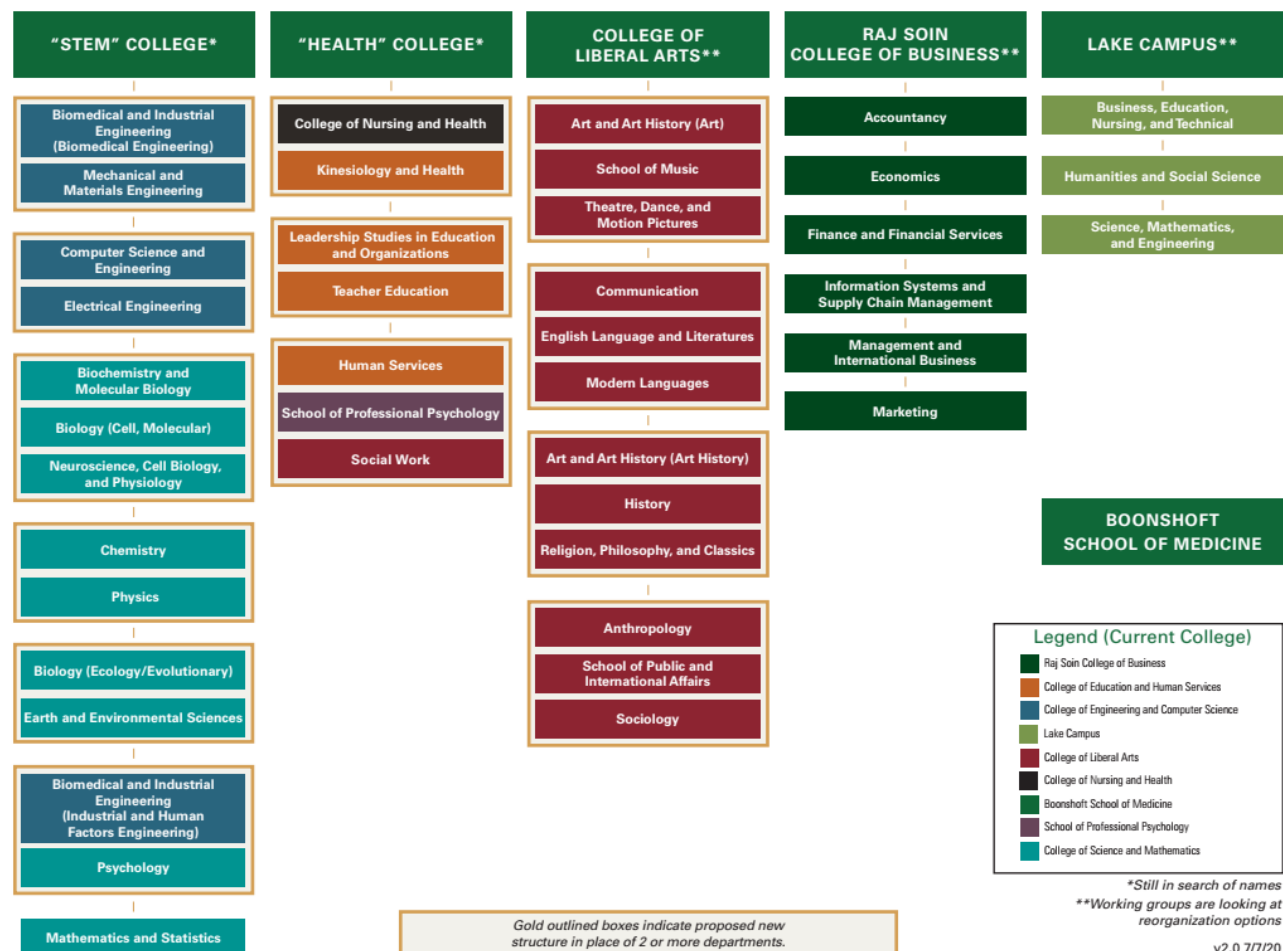 "STEM" COLLEGE*
Biomedical and Industrial
Engineering
(Biomedical Engineering)
Mechanical and
Materials Engineering
Computer Science and
Engineering
Electrical Engineering
Biochemistry and
Molecular Biology
Biology (Cell, Molecular)
Neuroscience, Cell Biology,
and Physiology
Chemistry
Physics
Biology (Ecology/Evolutionary)
Earth and Environmental Sciences
Biomedical and Industrial
Engineering
(Industrial and Human
Factors Engineering)
Psychology
Mathematics and Statistics
"HEALTH" COLLEGE*
College of Nursing and Health
Kinesiology and Health
Leadership Studies in Education
and Organizations
Teacher Education
Human Services
School of Professional Psychology
Social Work
COLLEGE OF
LIBERAL ARTS**
Art and Art History (Art)
School of Music
Theatre, Dance, and
Motion Pictures
Communication
English Language and Literatures
Modern Languages
Art and Art History (Art History)
History
Religion, Philosophy, and Classics
Anthropology
School of Public and
International Affairs
Sociology
RAJ SOIN
COLLEGE OF BUSINESS**
Accountancy
Economics
Finance and Financial Services
Information Systems and
Supply Chain Management
Management and
International Business
Marketing
LAKE CAMPUS**
Business, Education,
Nursing, and Technical
Humanities and Social Science
Science, Mathematics,
and Engineering
BOONSHOFT
SCHOOL OF MEDICINE
Legend (Current College)
Raj Soin College of Business
College of Education and Human Services
College of Engineering and Computer Science
Lake Campus
College of Liberal Arts
College of Nursing and Health
Boonshoft School of Medicine
School of Professional Psychology
College of Science and Mathematics
*Still in search of names
**Working groups are looking at
reorganization options
v2.0 7/7/20
Gold outlined boxes indicate proposed new
structure in place of 2 or more departments.